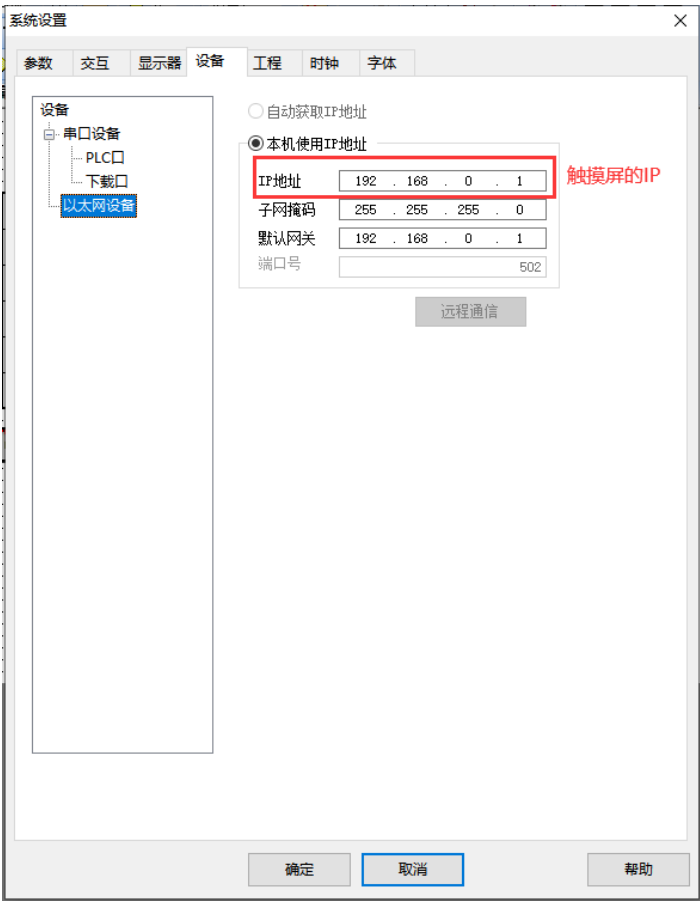 系统设置
参数 交互 显示器 设备 工程 时钟 字体
设备
串口设备
PLC口
下载口
以太网设备
自动获取IP地址
本机使用IP地址
IP地址 192 . 168 . 0 . 1 触摸屏的IP
子网掩码 255 . 255 . 255 . 0
默认网关 192 . 168 . 0 . 1
端口号 502
远程通信
确定 取消 帮助